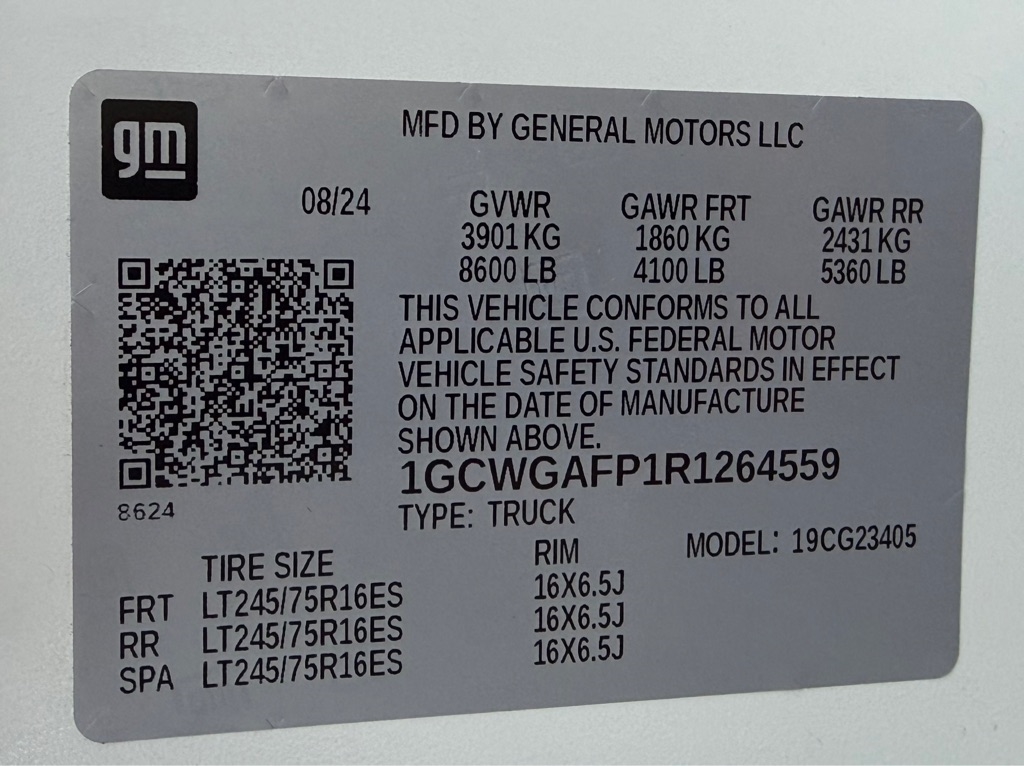 gm
MFD BY GENERAL MOTORS LLC
08/24 GVWR GAWR FRT GAWR RR
3901 KG 1860 KG 2431 KG
8600 LB 4100 LB 5360 LB
THIS VEHICLE CONFORMS TO ALL
APPLICABLE U.S. FEDERAL MOTOR
VEHICLE SAFETY STANDARDS IN EFFECT
ON THE DATE OF MANUFACTURE
SHOWN ABOVE.
1GCWGAFP1R1264559
8624
TYPE: TRUCK
TIRE SIZE RIM MODEL: 19CG23405
FRT LT245/75R16ES 16X6.5J
RR LT245/75R16ES 16X6.5J
SPA LT245/75R16ES 16X6.5J